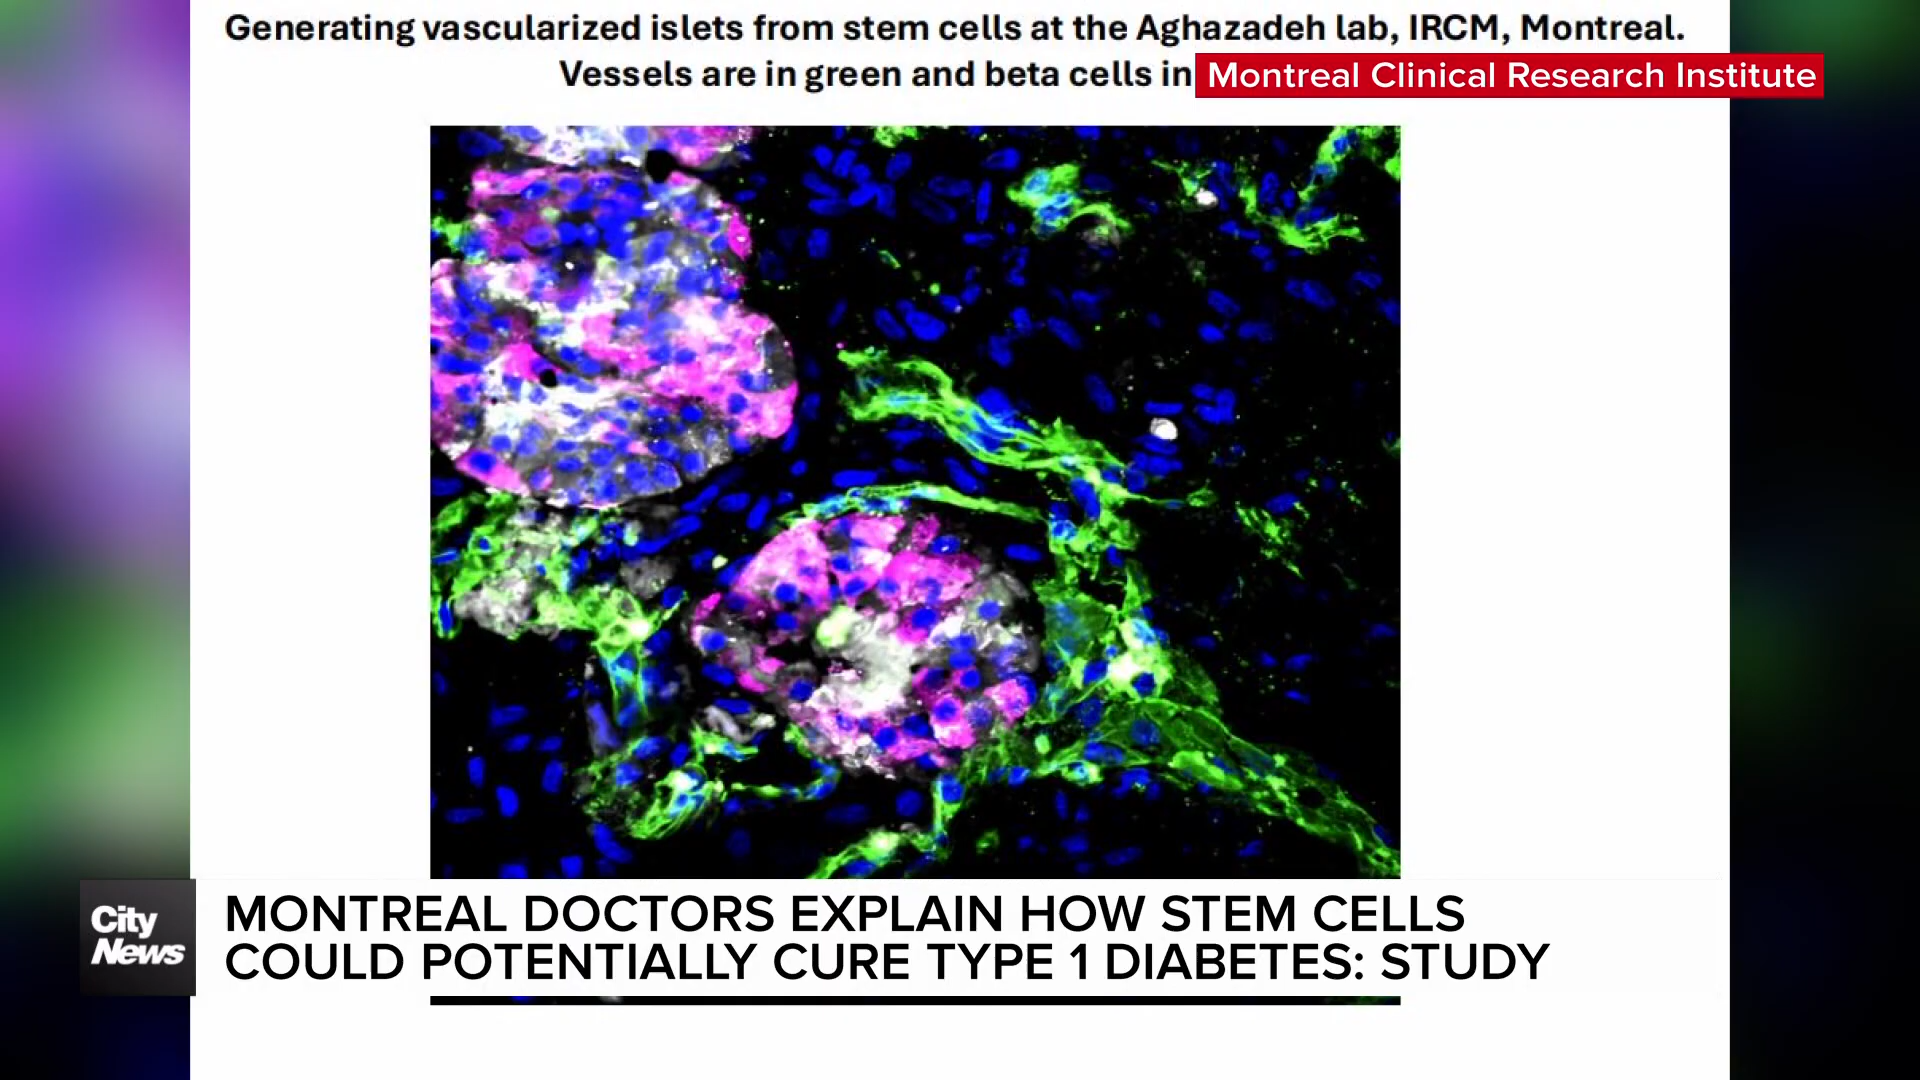 Generating vascularized islets from stem cells at the Aghazadeh lab, IRCM, Montreal.
Vessels are in green and beta cells in
Montreal Clinical Research Institute
City
News
MONTREAL DOCTORS EXPLAIN HOW STEM CELLS
COULD POTENTIALLY CURE TYPE 1 DIABETES: STUDY